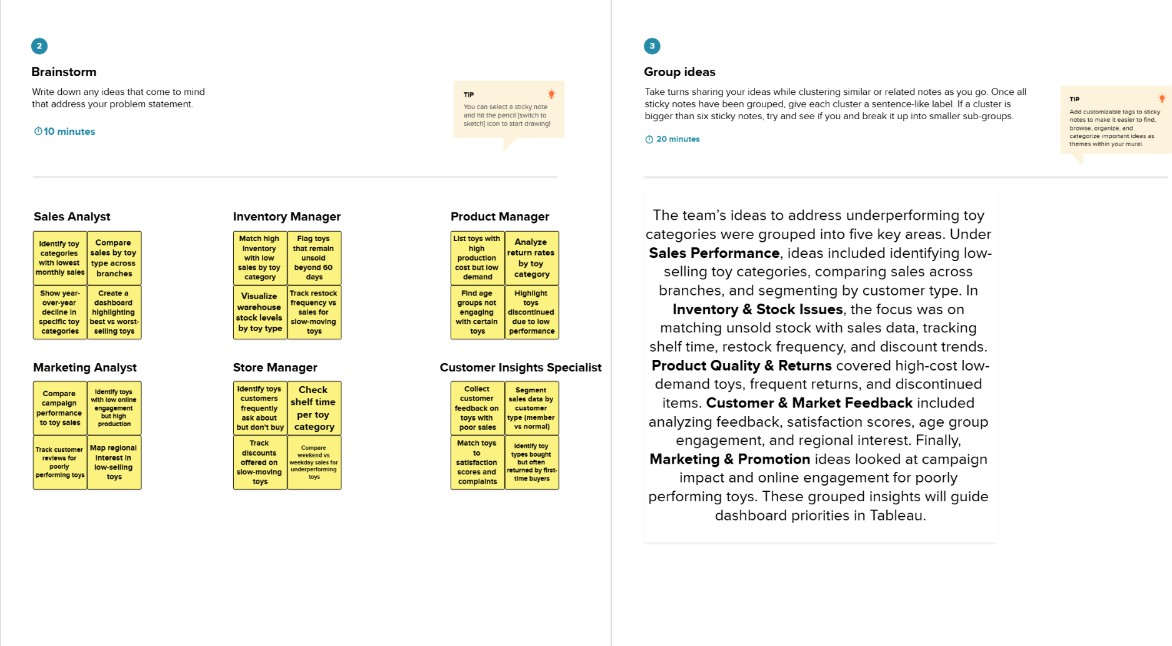 2
Brainstorm
Write down any ideas that come to mind
that address your problem statement.
10 minutes
TIP
You can select a sticky note
and hit the pencil [switch to
sketch] icon to start drawing!
Sales Analyst
Identify toy
categories
with lowest
monthly sales
Compare
sales by toy
type across
branches
Show year-
over-year
decline in
specific toy
categories
Create a
dashboard
highlighting
best vs worst-
selling toys
Inventory Manager
Match high
inventory
with low
sales by toy
category
Flag toys
that remain
unsold
beyond 60
days
Visualize
warehouse
stock levels
by toy type
Track restock
frequency vs
sales for
slow-moving
toys
Product Manager
List toys with
high
production
cost but low
demand
Analyze
return rates
by toy
category
Find age
groups not
engaging
with certain
toys
Highlight
toys
discontinued
due to low
performance
Marketing Analyst
Compare
campaign
performance
to toy sales
Identify toys
with low online
engagement
but high
production
Track customer
reviews for
poorly
performing toys
Map regional
interest in
low-selling
toys
Store Manager
Identify toys
customers
frequently
ask about
but don't buy
Check
shelf time
per toy
category
Track
discounts
offered on
slow-moving
toys
Compare
weekend vs
weekday sales for
underperforming
toys
Customer Insights Specialist
Collect
customer
feedback on
toys with
poor sales
Segment
sales data by
customer
type (member
vs normal)
Match toys
to
satisfaction
scores and
complaints
Identify toy
types bought
but often
returned by first-
time buyers
3
Group ideas
Take turns sharing your ideas while clustering similar or related notes as you go. Once all
sticky notes have been grouped, give each cluster a sentence-like label. If a cluster is
bigger than six sticky notes, try and see if you and break it up into smaller sub-groups.
20 minutes
TIP
Add customizable tags to sticky
notes to make it easier to find,
browse, organize, and
categorize important ideas as
themes within your mural.
The team's ideas to address underperforming toy
categories were grouped into five key areas. Under
Sales Performance, ideas included identifying low-
selling toy categories, comparing sales across
branches, and segmenting by customer type. In
Inventory & Stock Issues, the focus was on
matching unsold stock with sales data, tracking
shelf time, restock frequency, and discount trends.
Product Quality & Returns covered high-cost low-
demand toys, frequent returns, and discontinued
items. Customer & Market Feedback included
analyzing feedback, satisfaction scores, age group
engagement, and regional interest. Finally,
Marketing & Promotion ideas looked at campaign
impact and online engagement for poorly
performing toys. These grouped insights will guide
dashboard priorities in Tableau.